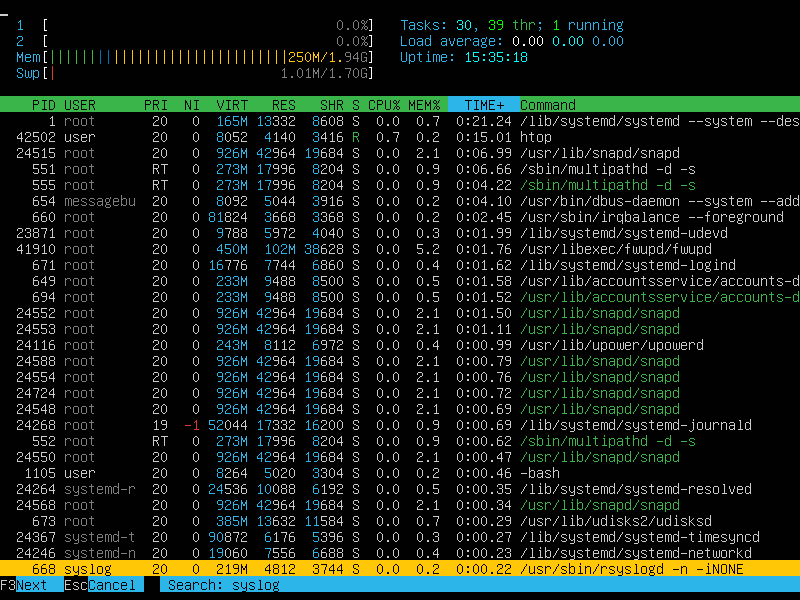 1 [ 0.0%] Tasks: 30, 39 thr; 1 running
2 [ 0.0%] Load average: 0.00 0.00 0.00
Mem[||||||||||||||||||||||||||||||250M/1.94G] Uptime: 15:35:18
Swp[| 1.01M/1.70G]
PID USER PRI NI VIRT RES SHR S CPU% MEM% TIME+ Command
1 root 20 0 165M 13332 8608 S 0.0 0.7 0:21.24 /lib/systemd/systemd --system --des
42502 user 20 0 8052 4140 3416 R 0.7 0.2 0:15.01 htop
24515 root 20 0 926M 42964 19684 S 0.0 2.1 0:06.99 /usr/lib/snapd/snapd
551 root RT 0 273M 17996 8204 S 0.0 0.9 0:06.66 /sbin/multipathd -d -s
555 root RT 0 273M 17996 8204 S 0.0 0.9 0:04.22 /sbin/multipathd -d -s
654 messagebu 20 0 8092 5044 3916 S 0.0 0.2 0:04.10 /usr/bin/dbus-daemon --system --add
660 root 20 0 81824 3668 3368 S 0.0 0.2 0:02.45 /usr/sbin/irqbalance --foreground
23871 root 20 0 9788 5972 4040 S 0.0 0.3 0:01.99 /lib/systemd/systemd-udevd
41910 root 20 0 450M 102M 38628 S 0.0 5.2 0:01.76 /usr/libexec/fwupd/fwupd
671 root 20 0 16776 7744 6860 S 0.0 0.4 0:01.62 /lib/systemd/systemd-logind
649 root 20 0 233M 9488 8500 S 0.0 0.5 0:01.58 /usr/lib/accountsservice/accounts-d
694 root 20 0 233M 9488 8500 S 0.0 0.5 0:01.52 /usr/lib/accountsservice/accounts-d
24552 root 20 0 926M 42964 19684 S 0.0 2.1 0:01.50 /usr/lib/snapd/snapd
24553 root 20 0 926M 42964 19684 S 0.0 2.1 0:01.11 /usr/lib/snapd/snapd
24116 root 20 0 243M 8112 6972 S 0.0 0.4 0:00.99 /usr/lib/upower/upowerd
24588 root 20 0 926M 42964 19684 S 0.0 2.1 0:00.91 /usr/lib/snapd/snapd
24554 root 20 0 926M 42964 19684 S 0.0 2.1 0:00.76 /usr/lib/snapd/snapd
24724 root 20 0 926M 42964 19684 S 0.0 2.1 0:00.72 /usr/lib/snapd/snapd
24548 root 20 0 926M 42964 19684 S 0.0 2.1 0:00.69 /usr/lib/snapd/snapd
24268 root 19 -1 52044 17332 16200 S 0.0 0.9 0:00.69 /lib/systemd/systemd-journald
552 root RT 0 273M 17996 8204 S 0.0 0.9 0:00.62 /sbin/multipathd -d -s
24550 root 20 0 926M 42964 19684 S 0.0 2.1 0:00.47 /usr/lib/snapd/snapd
1105 user 20 0 8264 5020 3304 S 0.0 0.2 0:00.46 -bash
24264 systemd-r 20 0 24536 10088 6192 S 0.0 0.5 0:00.35 /lib/systemd/systemd-resolved
24568 root 20 0 926M 42964 19684 S 0.0 2.1 0:00.34 /usr/lib/snapd/snapd
673 root 20 0 385M 13632 11584 S 0.0 0.7 0:00.29 /usr/lib/udisks2/udisksd
24367 systemd-t 20 0 90872 6176 5396 S 0.0 0.3 0:00.27 /lib/systemd/systemd-timesyncd
24246 systemd-n 20 0 19060 7556 6688 S 0.0 0.4 0:00.23 /lib/systemd/systemd-networkd
668 syslog 20 0 219M 4812 3744 S 0.0 0.2 0:00.22 /usr/sbin/rsyslogd -n -iNONE
F3Next EscCancel Search: syslog